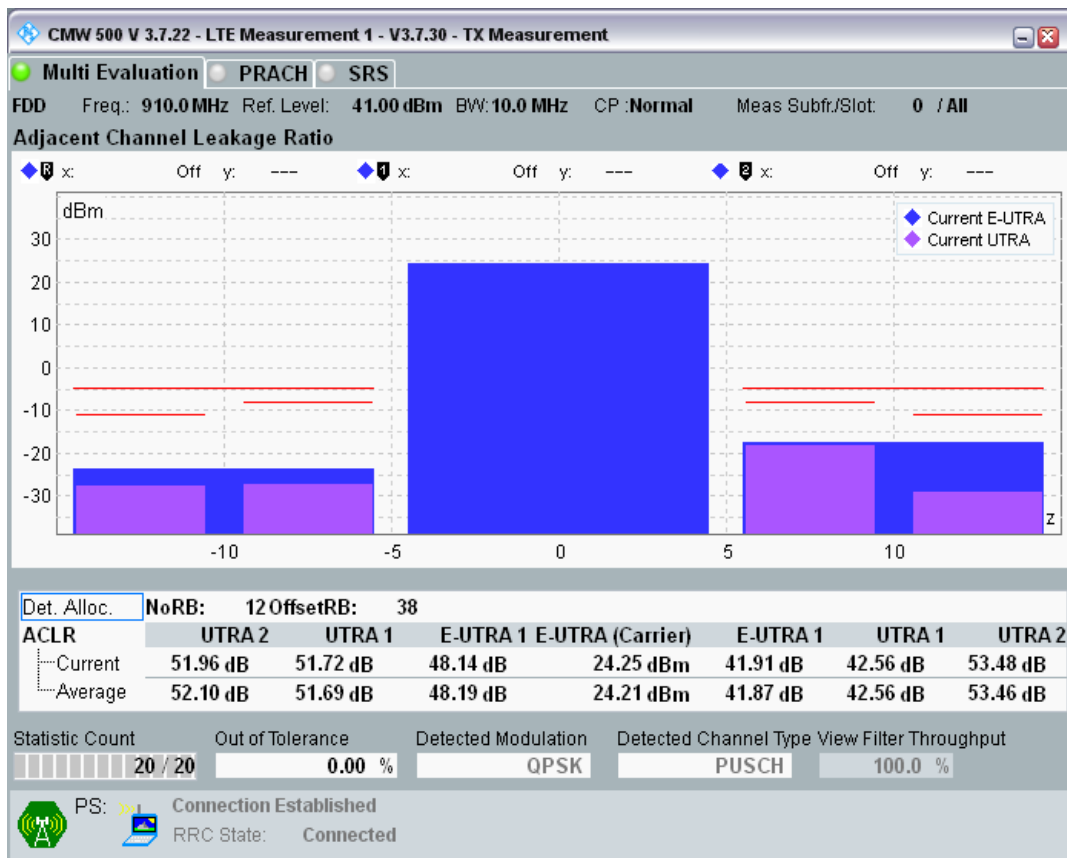 CMW 500 V 3.7.22 - LTE Measurement 1 - V3.7.30 - TX Measurement
Multi Evaluation PRACH SRS
FDD Freq.: 910.0 MHz Ref. Level: 41.00 dBm BW: 10.0 MHz CP :Normal Meas Subfr./Slot: 0 / All
Adjacent Channel Leakage Ratio
R x: Off y: --- 1 x: Off y: --- 2 x: Off y: ---
dBm
Current E-UTRA
Current UTRA
30
20
10
0
-10
-20
-30
z
-10 -5 0 5 10
Det. Alloc. NoRB: 12 OffsetRB: 38
ACLR UTRA 2 UTRA 1 E-UTRA 1 E-UTRA (Carrier) E-UTRA 1 UTRA 1 UTRA 2
Current 51.96 dB 51.72 dB 48.14 dB 24.25 dBm 41.91 dB 42.56 dB 53.48 dB
Average 52.10 dB 51.69 dB 48.19 dB 24.21 dBm 41.87 dB 42.56 dB 53.46 dB
Statistic Count Out of Tolerance Detected Modulation Detected Channel Type View Filter Throughput
20 / 20 0.00 % QPSK PUSCH 100.0 %
PS: Connection Established
RRC State: Connected